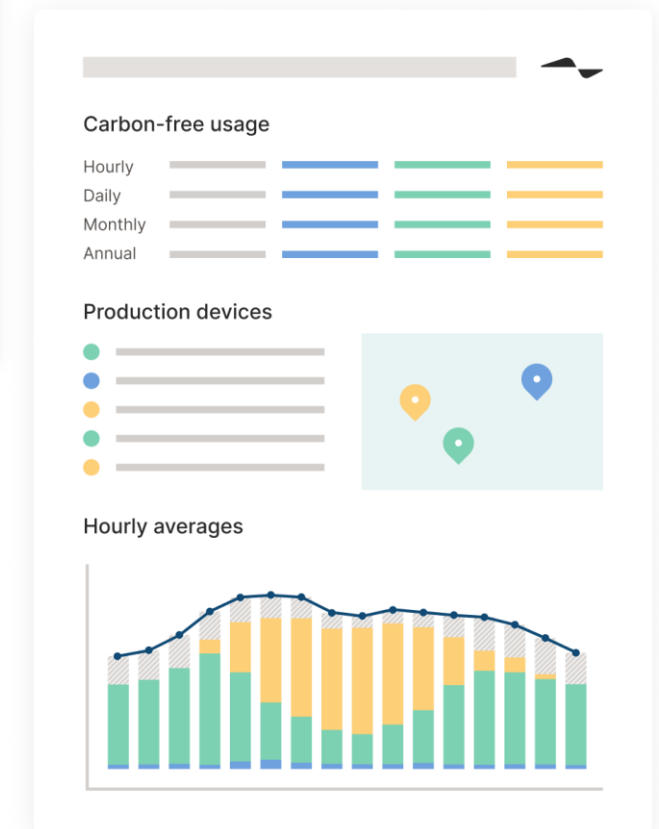 Carbon-free usage
Hourly
Daily
Monthly
Annual
Production devices
Hourly averages